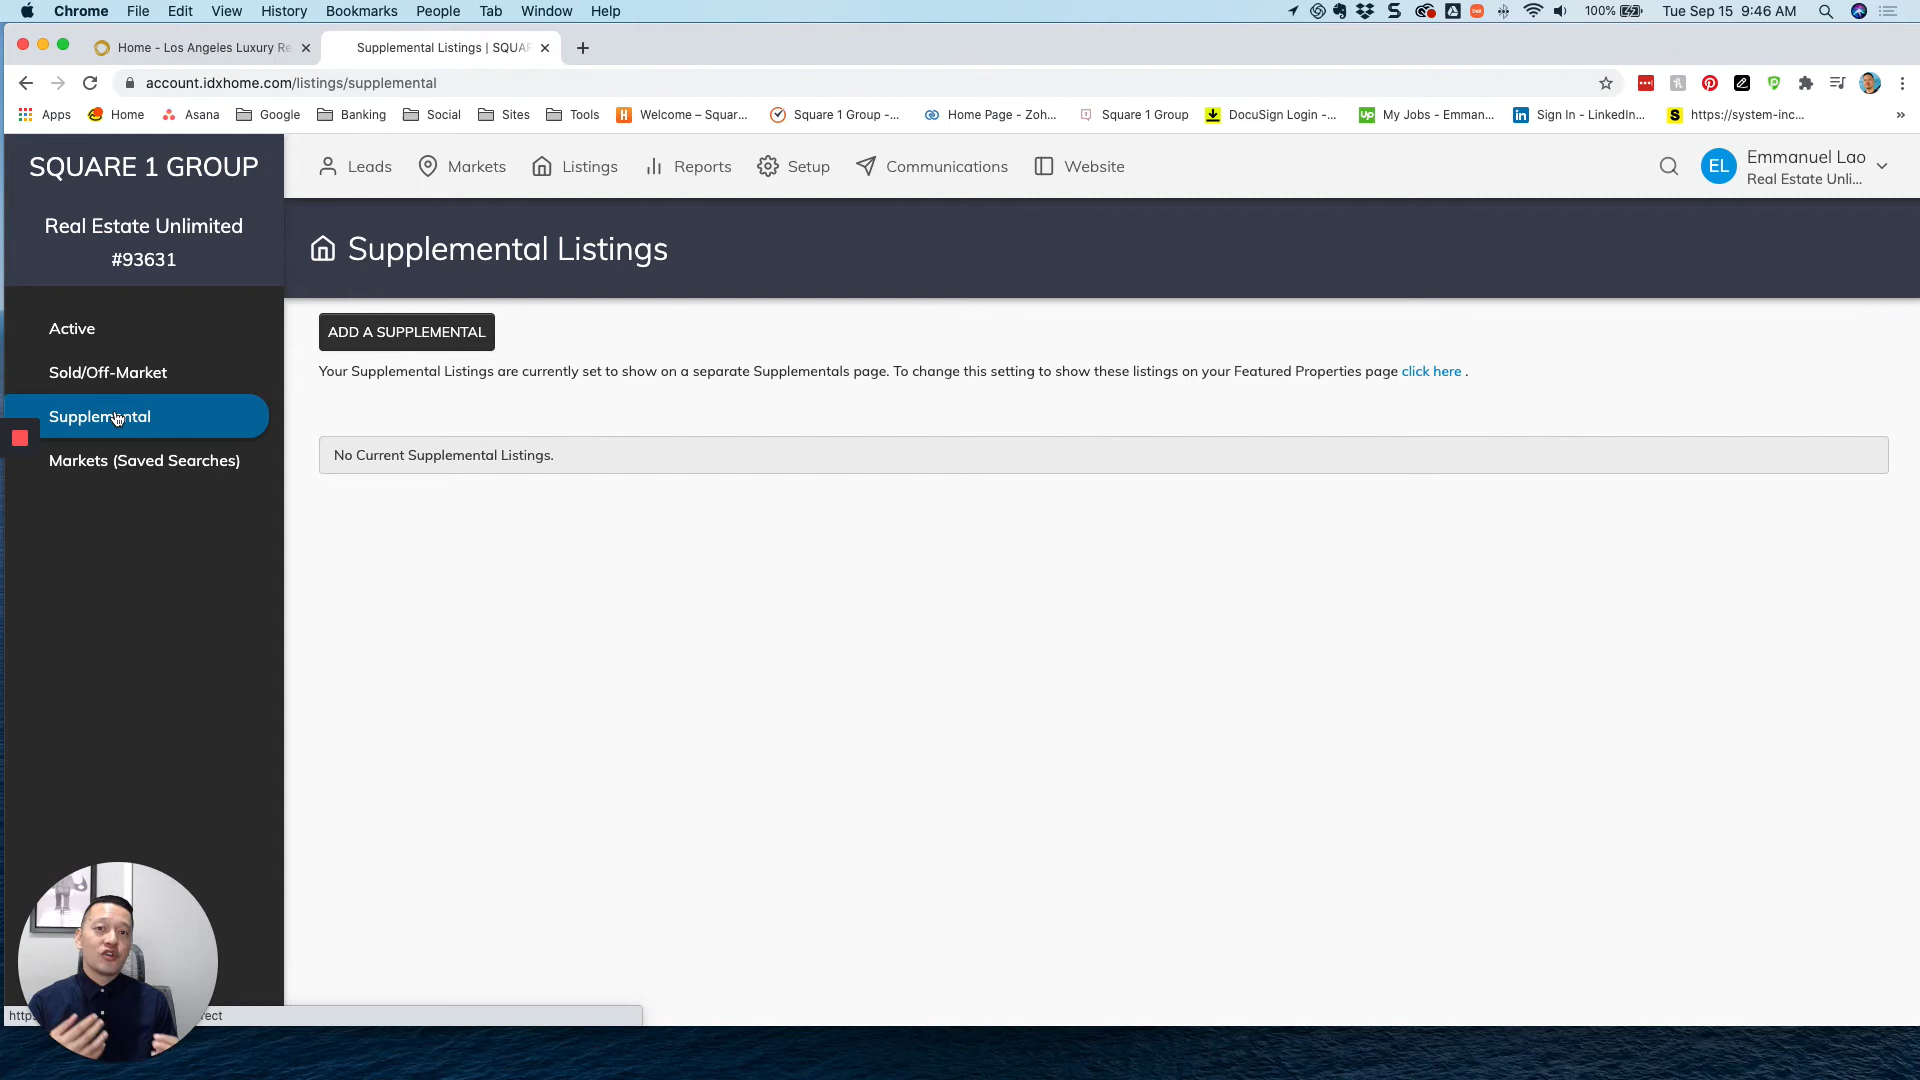 Chrome File Edit View History Bookmarks People Tab Window Help 100% Tue Sep 15 9:46 AM
Home - Los Angeles Luxury Re Supplemental Listings | SQUAR
account.idxhome.com/listings/supplemental
Apps Home Asana Google Banking Social Sites Tools Welcome – Squar... Square 1 Group -... Home Page - Zoh... Square 1 Group DocuSign Login -... My Jobs - Emman... Sign In - LinkedIn... https://system-inc... »
SQUARE 1 GROUP
Real Estate Unlimited
#93631
Leads Markets Listings Reports Setup Communications Website
EL Emmanuel Lao
Real Estate Unli...
Supplemental Listings
Active
Sold/Off-Market
Supplemental
Markets (Saved Searches)
ADD A SUPPLEMENTAL
Your Supplemental Listings are currently set to show on a separate Supplementals page. To change this setting to show these listings on your Featured Properties page click here .
No Current Supplemental Listings.